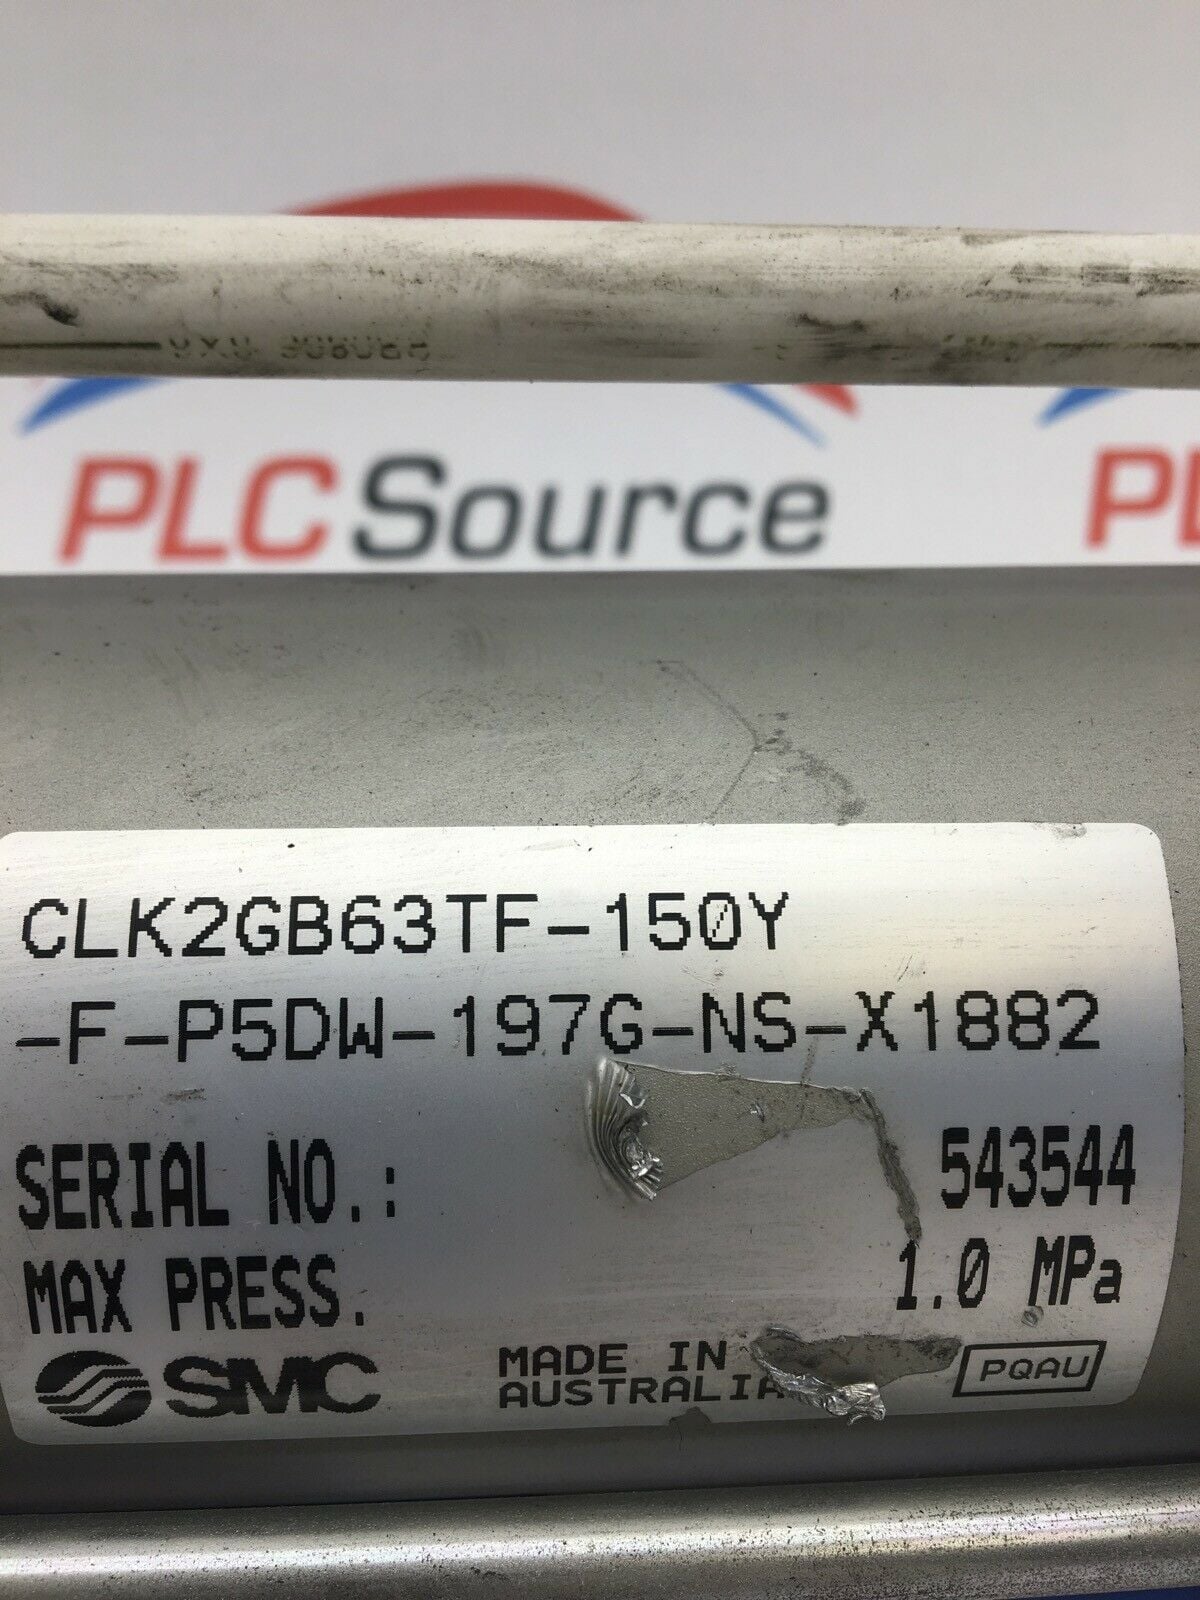 PLC Source PL
CLK2GB63TF-150Y
-F-P5DW-197G-NS-X1882
SERIAL NO.: 543544
MAX PRESS. 1.0 MPa
SMC MADE IN PQAU
AUSTRALIA